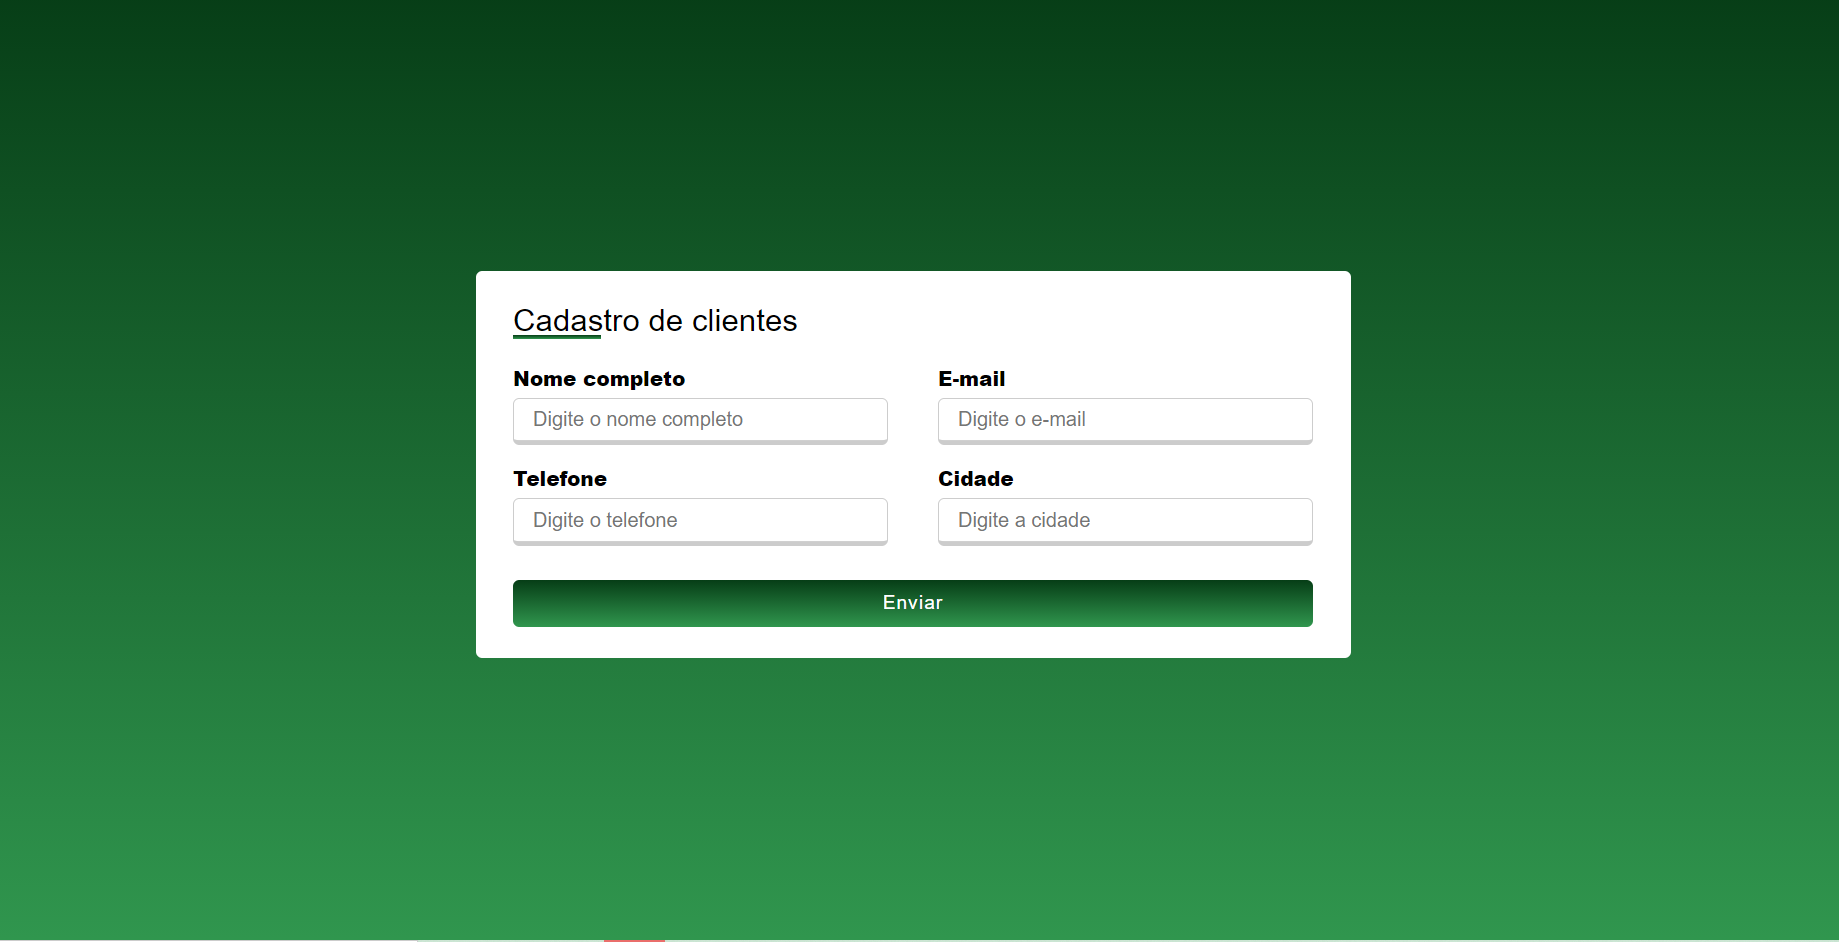 Cadastro de clientes
Nome completo
E-mail
Digite o nome completo
Digite o e-mail
Telefone
Cidade
Digite o telefone
Digite a cidade
Enviar